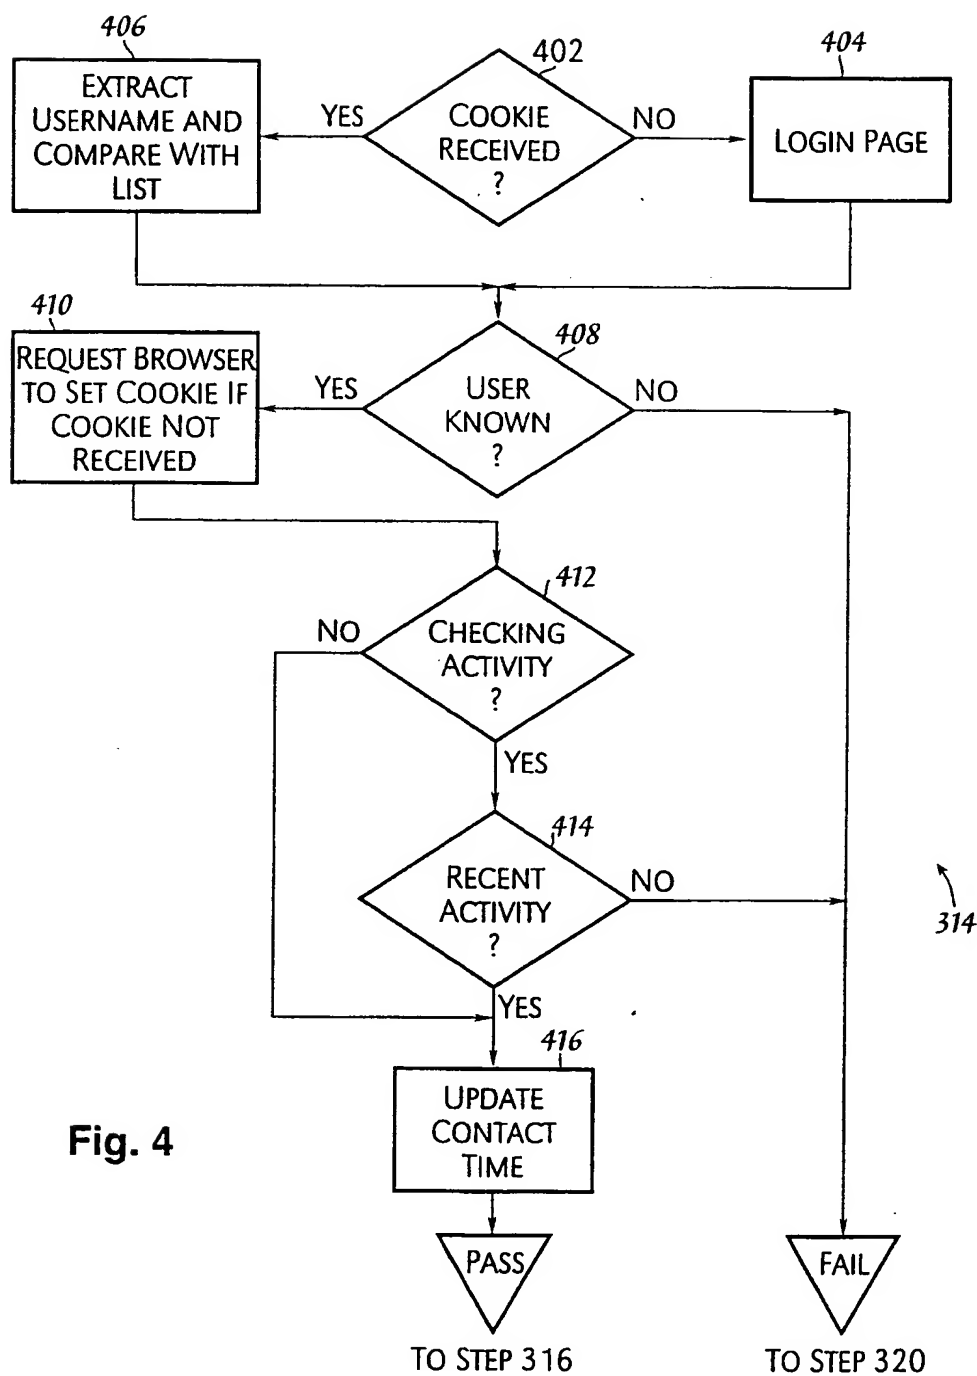 406
EXTRACT
USERNAME AND
COMPARE WITH
LIST
YES
402
COOKIE
RECEIVED
?
NO
404
LOGIN PAGE
410
REQUEST BROWSER
TO SET COOKIE IF
COOKIE NOT
RECEIVED
YES
408
USER
KNOWN
?
NO
412
NO
CHECKING
ACTIVITY
?
YES
414
RECENT
ACTIVITY
?
NO
314
YES
416
UPDATE
CONTACT
TIME
Fig. 4
PASS
FAIL
TO STEP 316
TO STEP 320